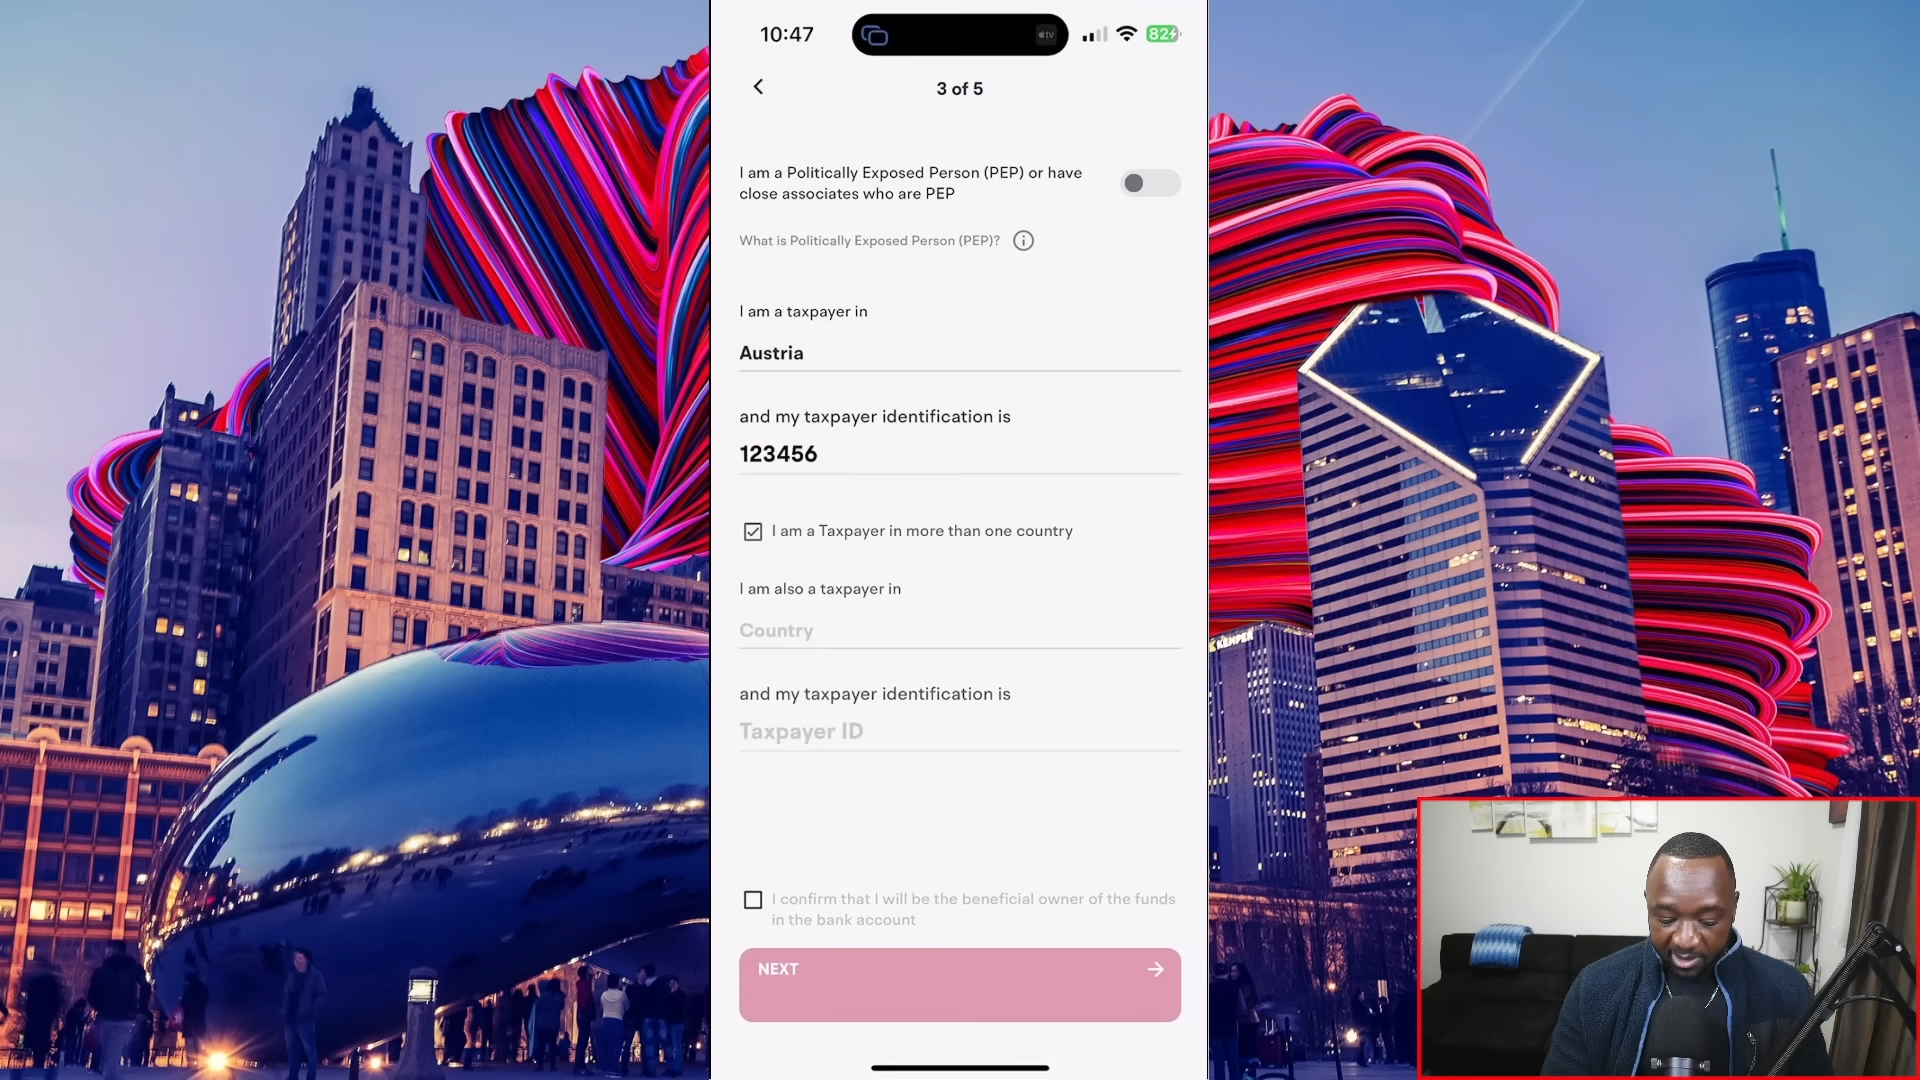 10:47
tv
82
3 of 5
I am a Politically Exposed Person (PEP) or have
close associates who are PEP
What is Politically Exposed Person (PEP)?
I am a taxpayer in
Austria
and my taxpayer identification is
123456
I am a Taxpayer in more than one country
I am also a taxpayer in
Country
and my taxpayer identification is
Taxpayer ID
I confirm that I will be the beneficial owner of the funds
in the bank account
NEXT
KEMPER